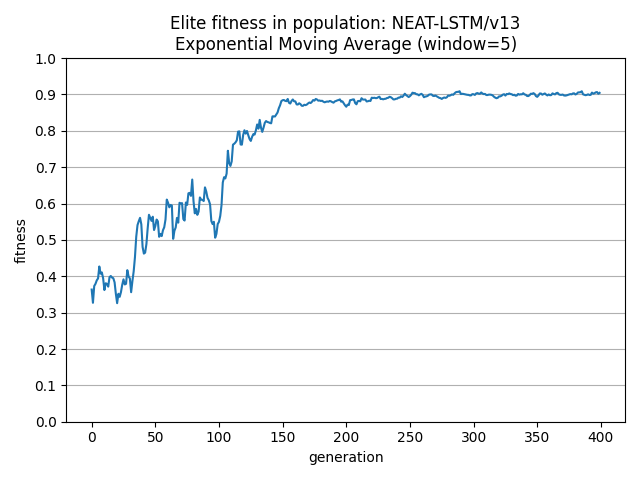 Elite fitness in population: NEAT-LSTM/v13
Exponential Moving Average (window=5)
1.0
0.9
0.8
0.7
0.6
0.5
0.4
0.3
0.2
0.1
0.0
fitness
0 50 100 150 200 250 300 350 400
generation